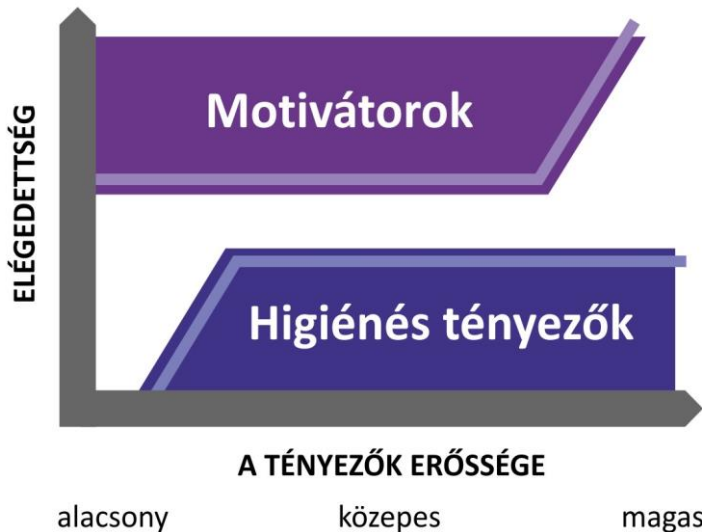 ELÉGEDETTSÉG
Motivátorok
Higiénés tényezők
A TÉNYEZŐK ERŐSSÉGE
alacsony közepes magas